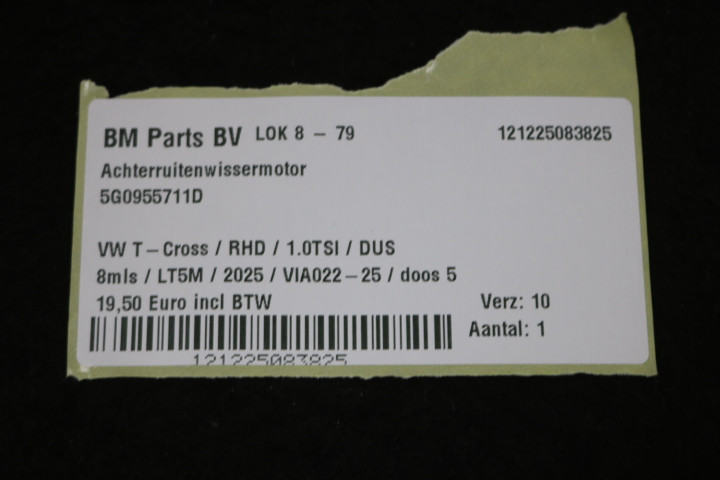 BM Parts BV LOK 8 – 79 121225083825
Achterruitenwissermotor
5G0955711D
VW T–Cross / RHD / 1.0TSI / DUS
8mls / LT5M / 2025 / VIA022–25 / doos 5
19,50 Euro incl BTW Verz: 10
Aantal: 1
121225083825